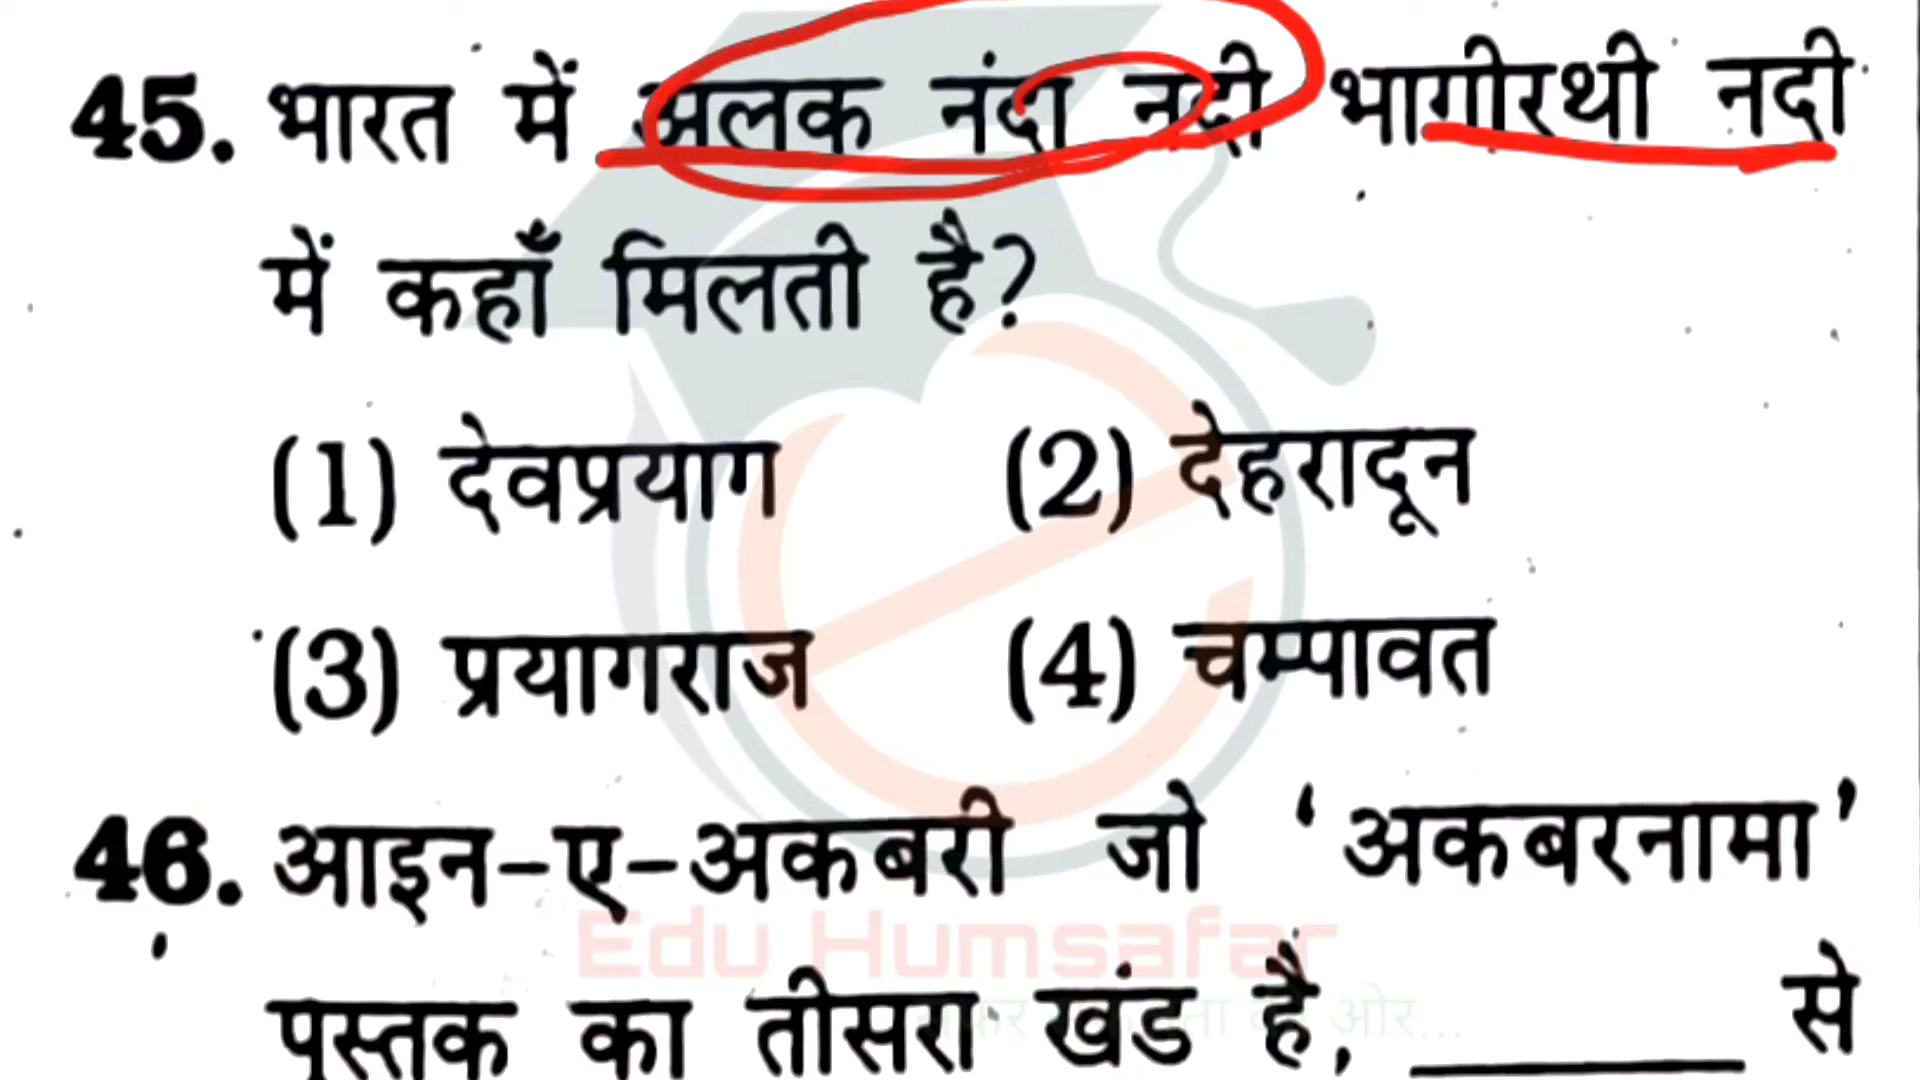 45. भारत में अलक नंदा नदी भागीरथी नदी
में कहाँ मिलती है?
(1) देवप्रयाग (2) देहरादून
(3) प्रयागराज (4) चम्पावत
46. आइन-ए-अकबरी जो ‘अकबरनामा’
Edu Humsafar
पुस्तक का तीसरा खंड है, ______ से
ओर...